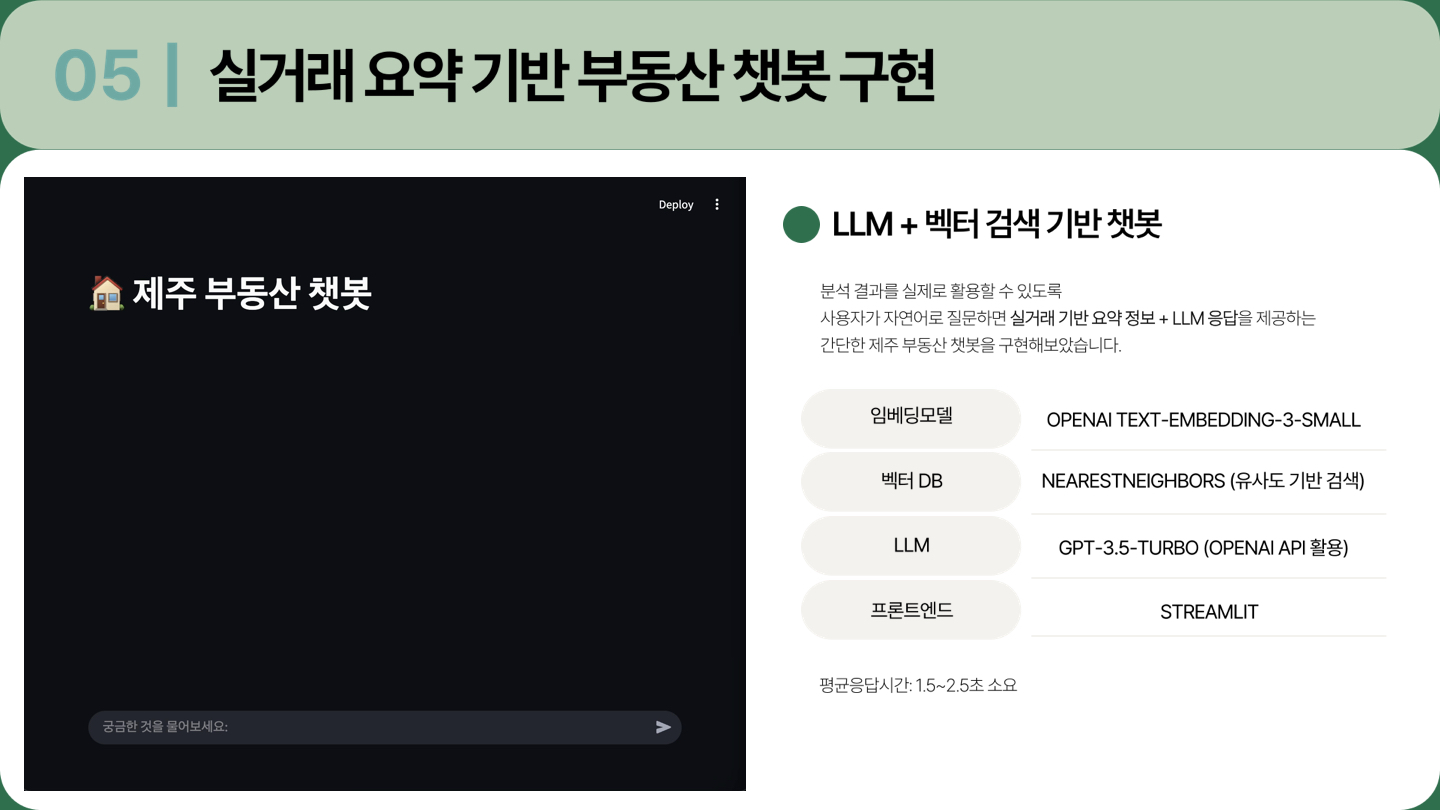 05 | 실거래 요약 기반 부동산 챗봇 구현
Deploy
제주 부동산 챗봇
궁금한 것을 물어보세요:
LLM + 벡터 검색 기반 챗봇
분석 결과를 실제로 활용할 수 있도록
사용자가 자연어로 질문하면 실거래 기반 요약 정보 + LLM 응답을 제공하는
간단한 제주 부동산 챗봇을 구현해보았습니다.
임베딩모델 OPENAI TEXT-EMBEDDING-3-SMALL
벡터 DB NEARESTNEIGHBORS (유사도 기반 검색)
LLM GPT-3.5-TURBO (OPENAI API 활용)
프론트엔드 STREAMLIT
평균응답시간: 1.5~2.5초 소요